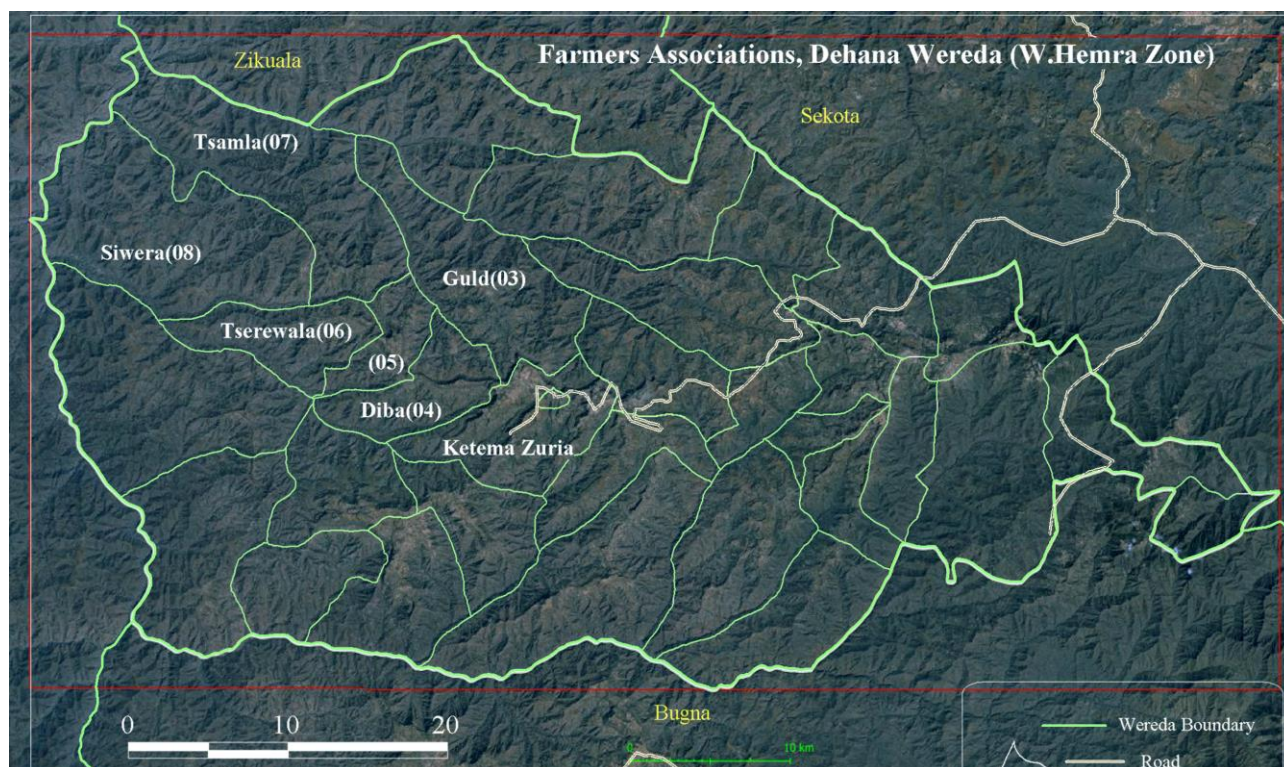 Farmers Associations, Dehana Wereda (W.Hemra Zone)
Zikuala
Sekota
Tsamla(07)
Siwera(08)
Guld(03)
Tserewala(06)
(05)
Diba(04)
Ketema Zuria
Bugna
0 10 20
0 10 km
Wereda Boundary
Road